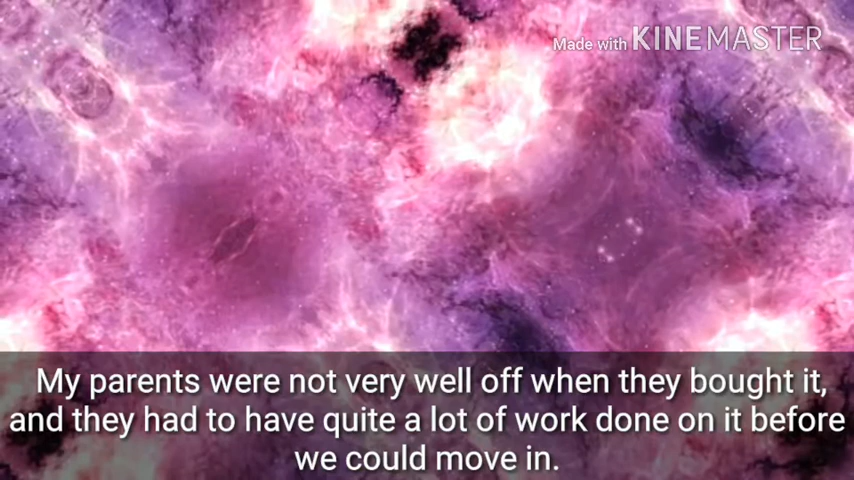 Made with KINEMASTER
My parents were not very well off when they bought it,
and they had to have quite a lot of work done on it before
we could move in.